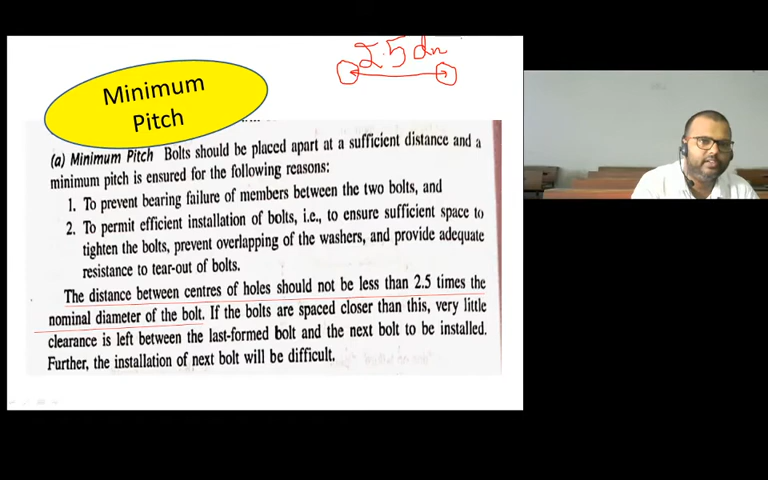 2.5 dn
Minimum
Pitch
(a) Minimum Pitch Bolts should be placed apart at a sufficient distance and a
minimum pitch is ensured for the following reasons:
1. To prevent bearing failure of members between the two bolts, and
2. To permit efficient installation of bolts, i.e., to ensure sufficient space to
tighten the bolts, prevent overlapping of the washers, and provide adequate
resistance to tear-out of bolts.
The distance between centres of holes should not be less than 2.5 times the
nominal diameter of the bolt. If the bolts are spaced closer than this, very little
clearance is left between the last-formed bolt and the next bolt to be installed.
Further, the installation of next bolt will be difficult.